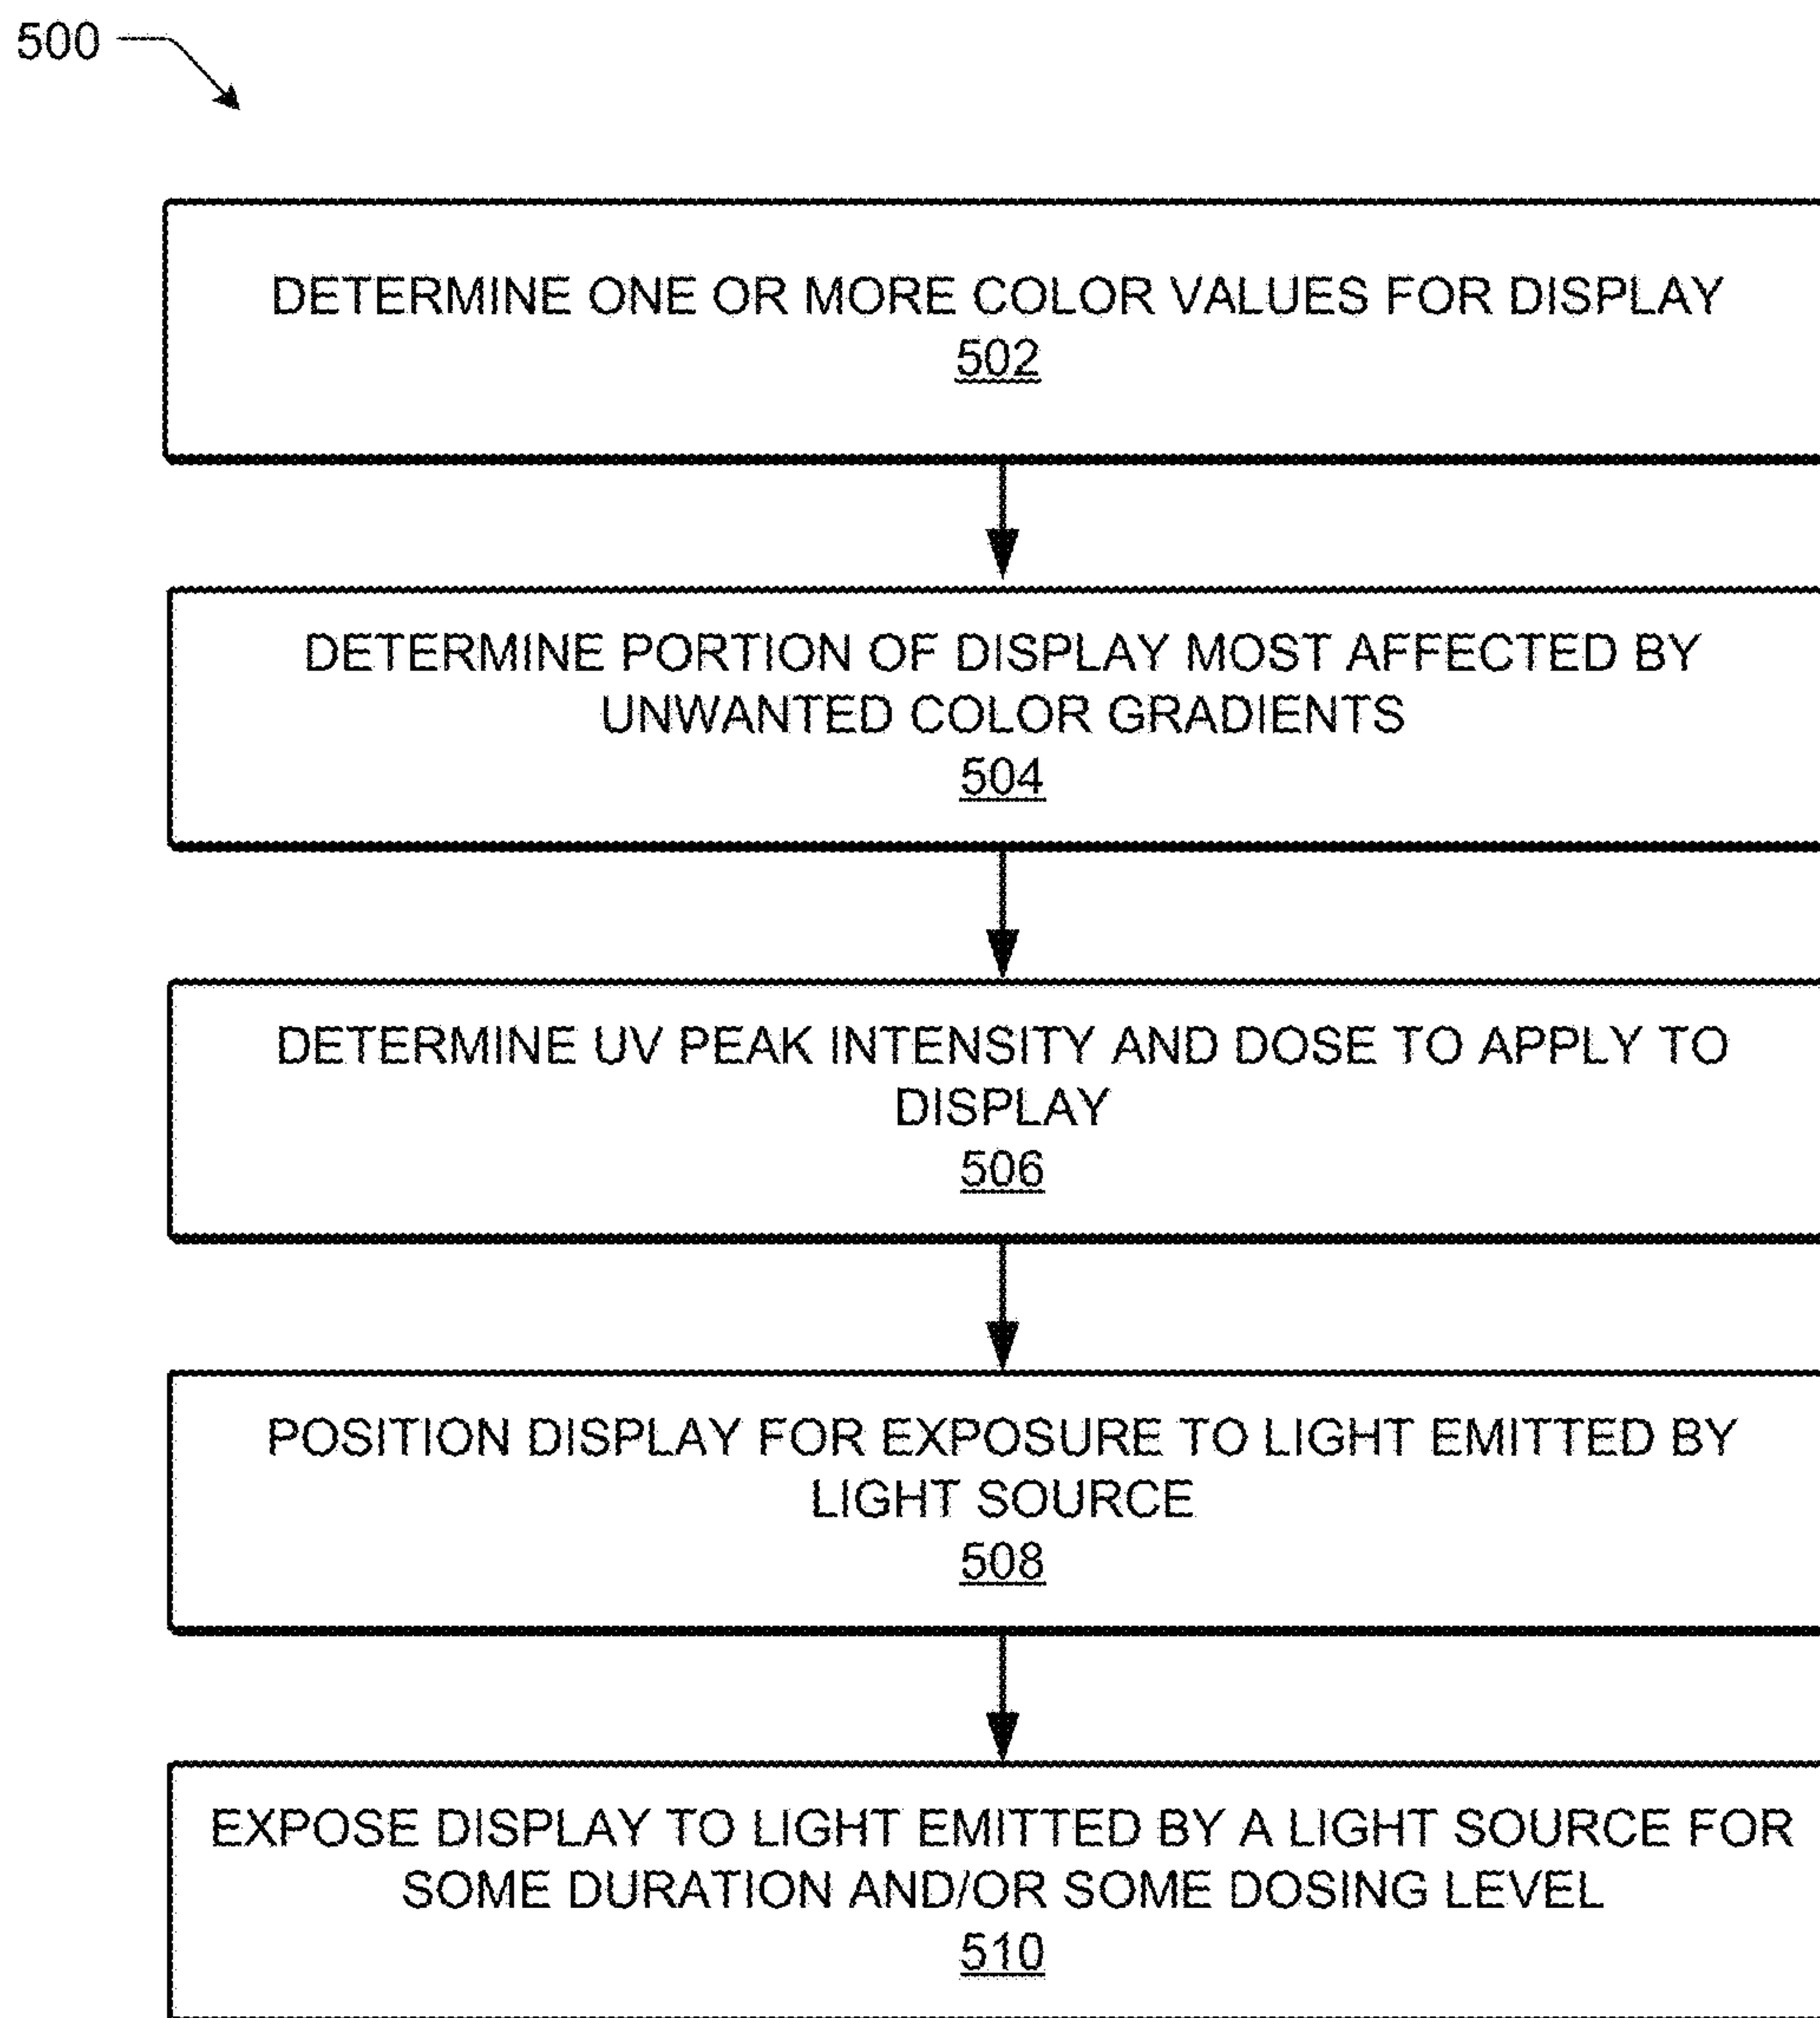 500
DETERMINE ONE OR MORE COLOR VALUES FOR DISPLAY
502
DETERMINE PORTION OF DISPLAY MOST AFFECTED BY
UNWANTED COLOR GRADIENTS
504
DETERMINE UV PEAK INTENSITY AND DOSE TO APPLY TO
DISPLAY
506
POSITION DISPLAY FOR EXPOSURE TO LIGHT EMITTED BY
LIGHT SOURCE
508
EXPOSE DISPLAY TO LIGHT EMITTED BY A LIGHT SOURCE FOR
SOME DURATION AND/OR SOME DOSING LEVEL
510